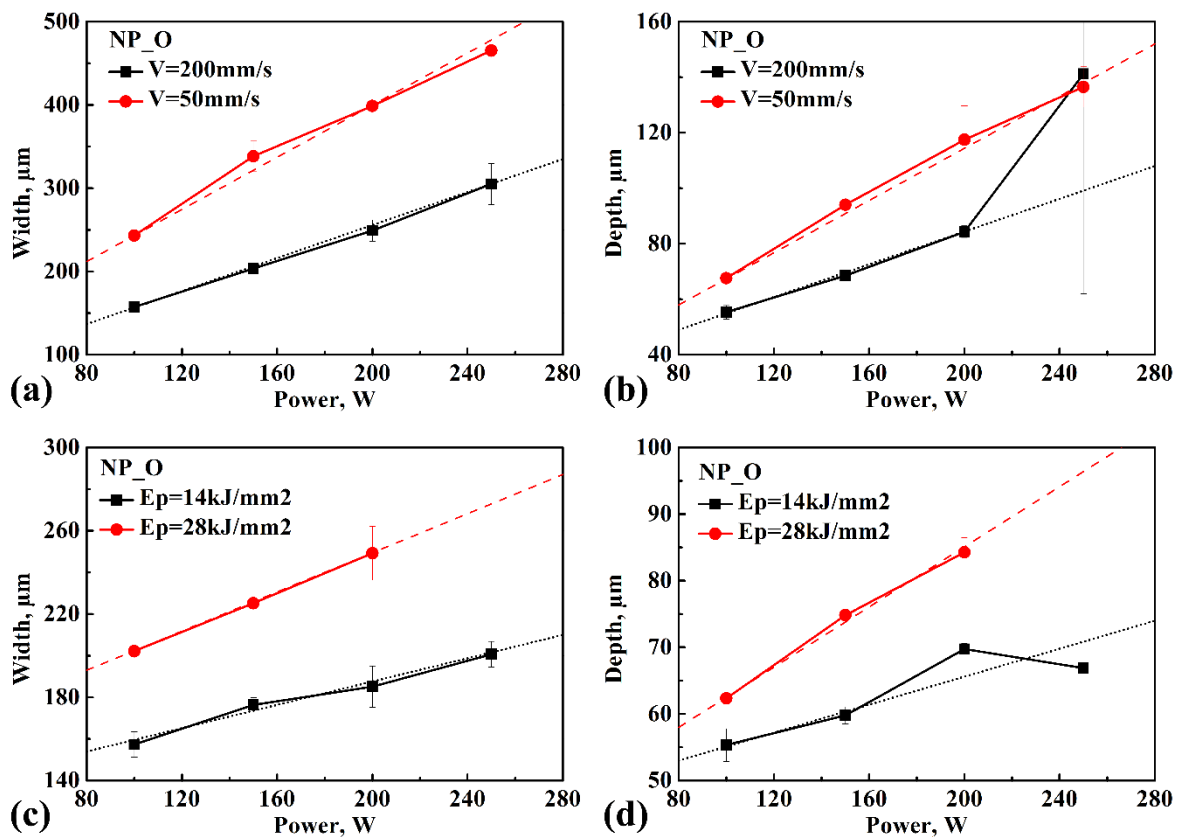 500
400
300
200
100
Width, μm
NP_O
V=200mm/s
V=50mm/s
80 120 160 200 240 280
Power, W
(a)
160
120
80
40
Depth, μm
NP_O
V=200mm/s
V=50mm/s
80 120 160 200 240 280
Power, W
(b)
300
260
220
180
140
Width, μm
NP_O
Ep=14kJ/mm2
Ep=28kJ/mm2
80 120 160 200 240 280
Power, W
(c)
100
90
80
70
60
50
Depth, μm
NP_O
Ep=14kJ/mm2
Ep=28kJ/mm2
80 120 160 200 240 280
Power, W
(d)